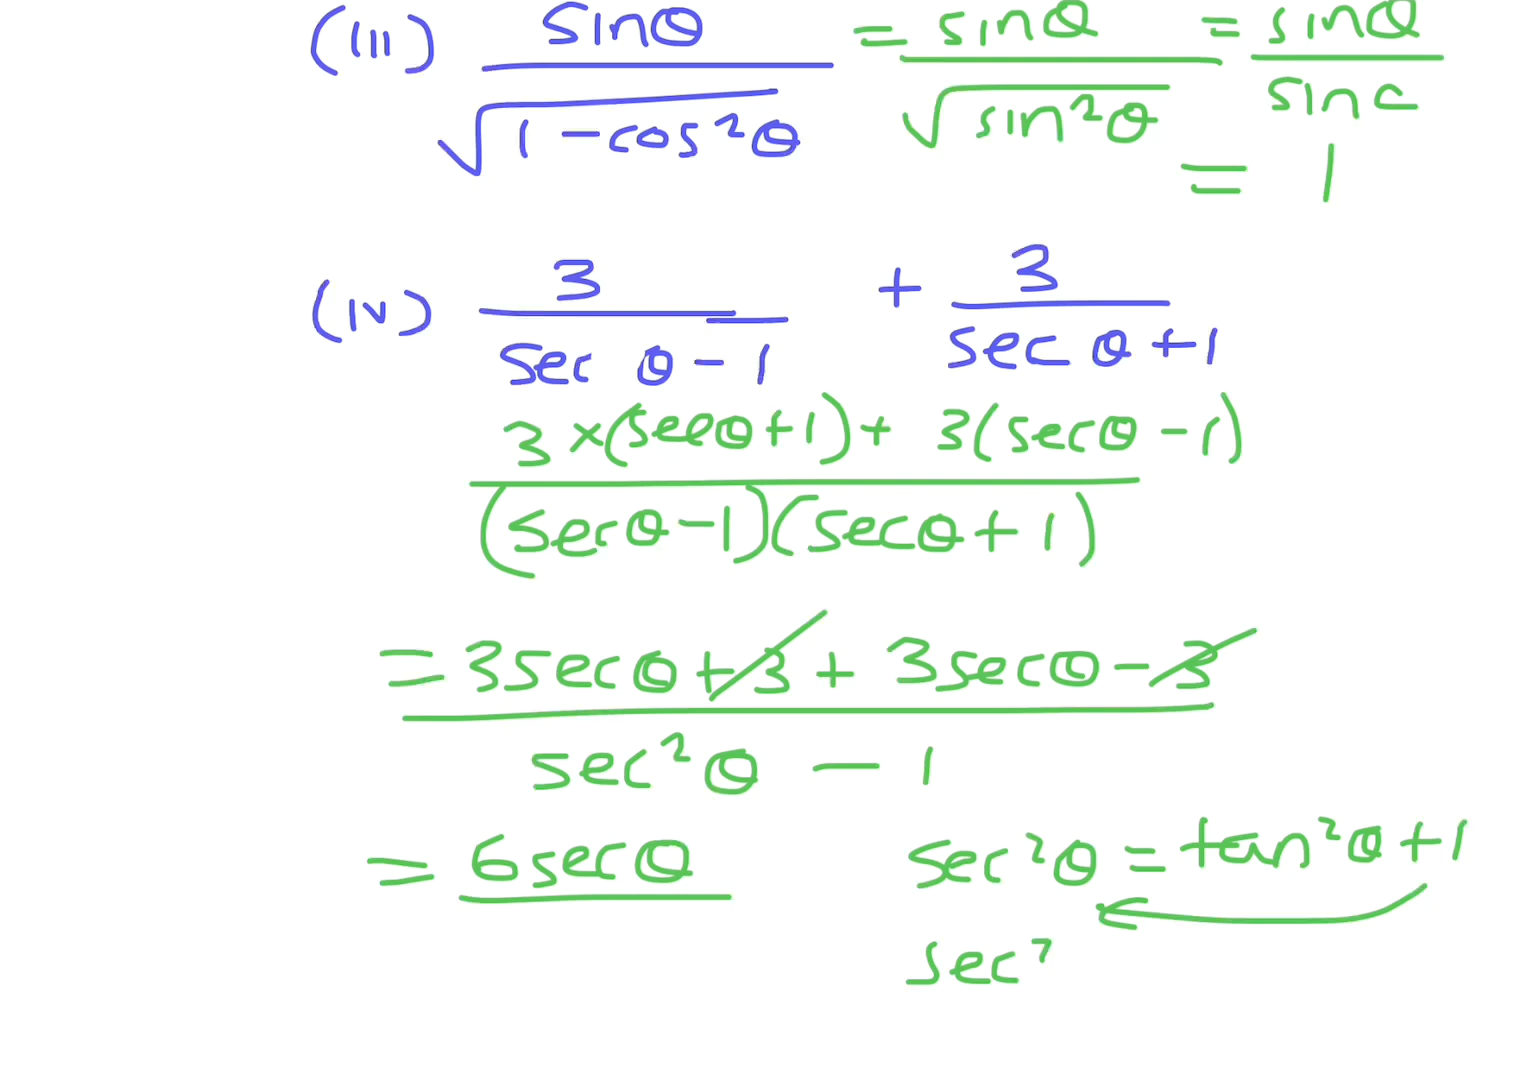 (III) sinθ / √(1 - cos²θ) = sinθ / √(sin²θ) = sinθ / sin
= 1
(IV) 3 / (sec θ - 1) + 3 / (sec θ + 1)
3 × (secθ + 1) + 3(secθ - 1) / (secθ - 1)(secθ + 1)
= 3secθ + 3 + 3secθ - 3 / sec²θ - 1
= 6secθ
sec²θ = tan²θ + 1
sec²